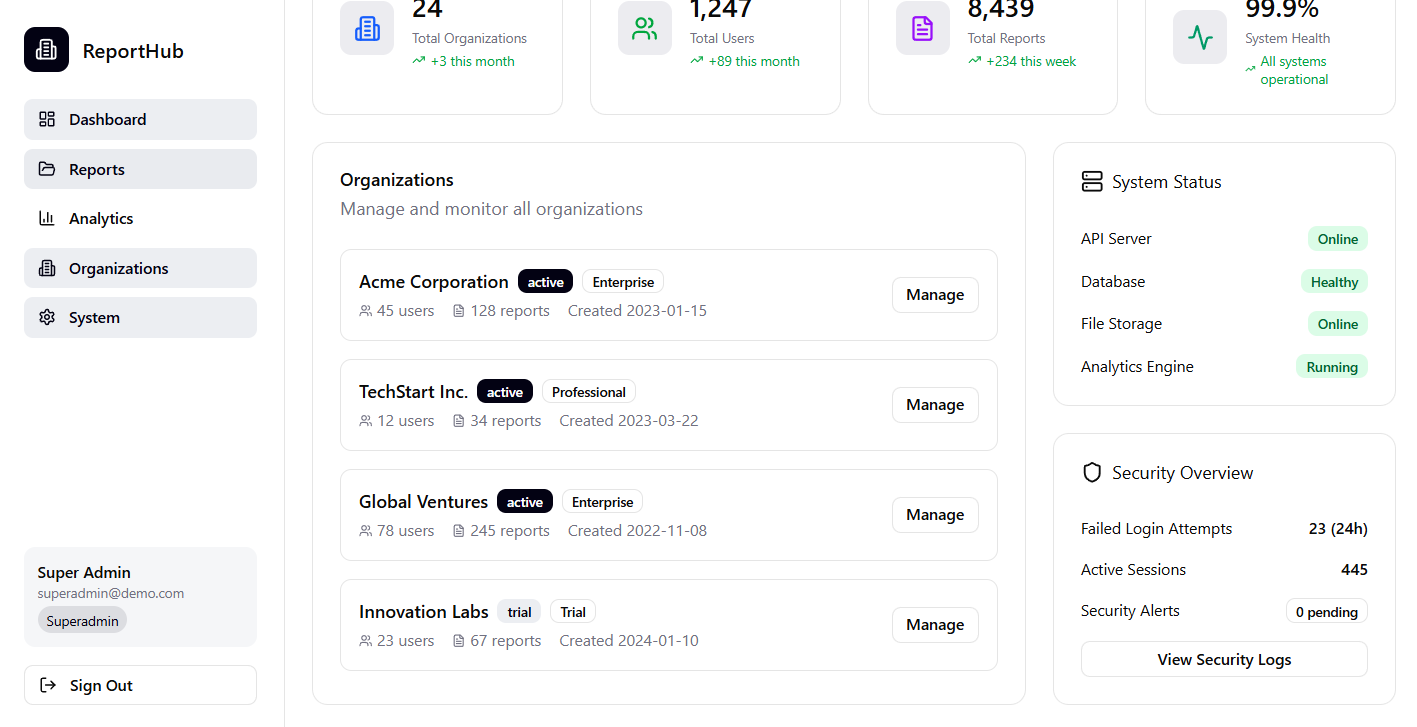 ReportHub
Dashboard
Reports
Analytics
Organizations
System
Super Admin
superadmin@demo.com
Superadmin
Sign Out
24
Total Organizations
+3 this month
1,247
Total Users
+89 this month
8,439
Total Reports
+234 this week
99.9%
System Health
All systems
operational
Organizations
Manage and monitor all organizations
Acme Corporation active Enterprise
45 users 128 reports Created 2023-01-15
Manage
TechStart Inc. active Professional
12 users 34 reports Created 2023-03-22
Manage
Global Ventures active Enterprise
78 users 245 reports Created 2022-11-08
Manage
Innovation Labs trial Trial
23 users 67 reports Created 2024-01-10
Manage
System Status
API Server Online
Database Healthy
File Storage Online
Analytics Engine Running
Security Overview
Failed Login Attempts 23 (24h)
Active Sessions 445
Security Alerts 0 pending
View Security Logs